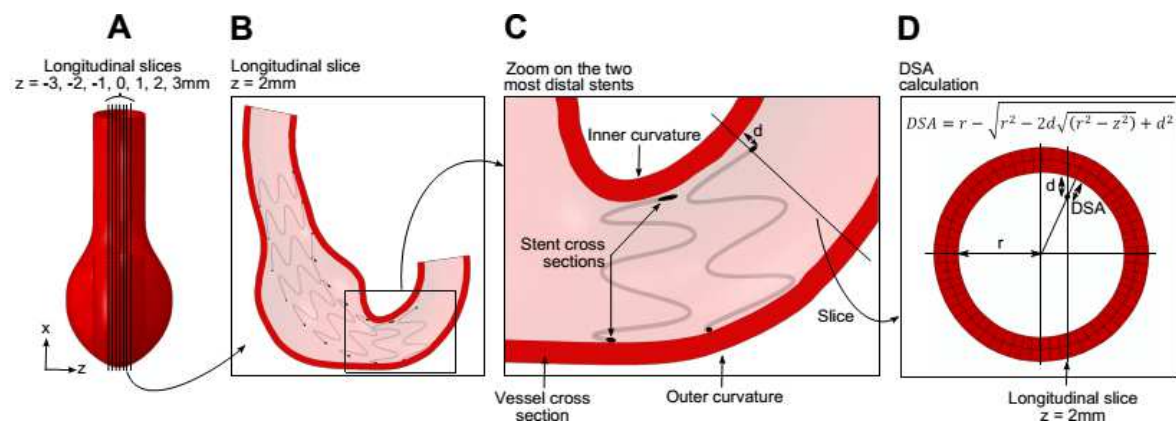 A
Longitudinal slices
z = -3, -2, -1, 0, 1, 2, 3mm
x
z
B
Longitudinal slice
z = 2mm
C
Zoom on the two
most distal stents
d
Inner curvature
Stent cross
sections
Slice
Vessel cross
section
Outer curvature
D
DSA
calculation
DSA = r - √(r² - 2d√((r² - z²)) + d²)
d
DSA
r
Longitudinal slice
z = 2mm